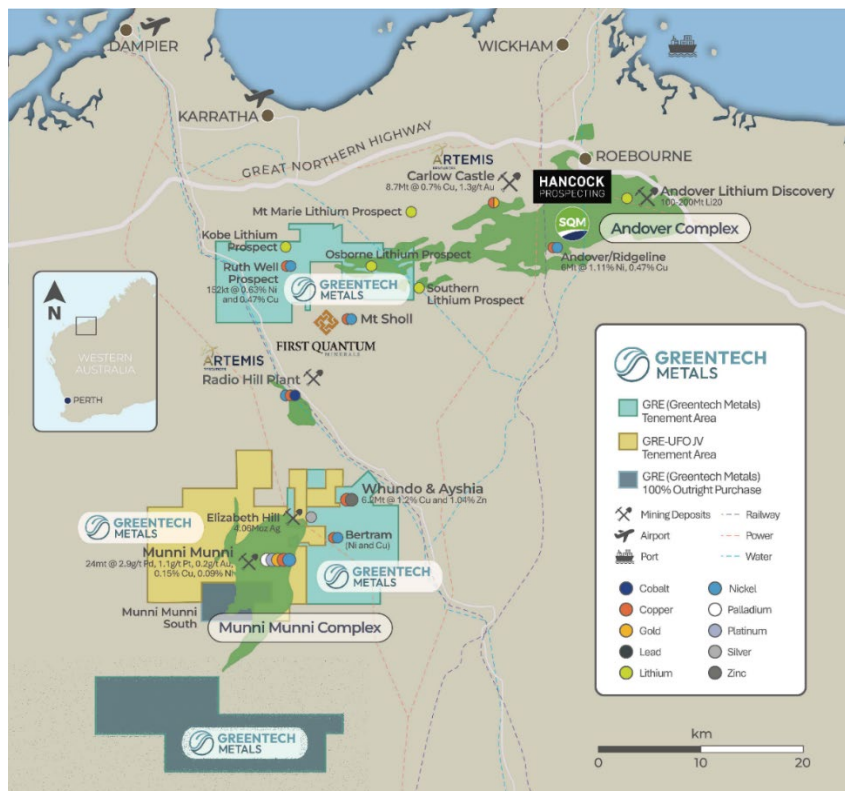 DAMPIER
WICKHAM
KARRATHA
GREAT NORTHERN HIGHWAY
ROEBOURNE
ARTEMIS
Carlow Castle
8.7Mt @ 0.7% Cu, 1.3g/t Au
HANCOCK
PROSPECTING
Andover Lithium Discovery
100-200Mt Li20
SQM
Andover Complex
Mt Marie Lithium Prospect
Kobe Lithium
Prospect
Osborne Lithium Prospect
Andover/Ridgeline
6Mt @ 1.11% Ni, 0.47% Cu
Ruth Well
Prospect
152kt @ 0.63% Ni
and 0.47% Cu
GREENTECH
METALS
Southern
Lithium Prospect
Mt Sholl
FIRST QUANTUM
MINERALS
N
WESTERN
AUSTRALIA
PERTH
ARTEMIS
Radio Hill Plant
GREENTECH
METALS
GRE (Greentech Metals)
Tenement Area
GRE-UFO JV
Tenement Area
GRE (Greentech Metals)
100% Outright Purchase
Mining Deposits
Railway
Airport
Power
Port
Water
Cobalt
Nickel
Copper
Palladium
Gold
Platinum
Lead
Silver
Lithium
Zinc
Whundo & Ayshia
6.2Mt @ 1.2% Cu and 1.04% Zn
Elizabeth Hill
4.06Moz Ag
GREENTECH
METALS
Bertram
(Ni and Cu)
Munni Munni
24mt @ 2.9g/t Pd, 1.1g/t Pt, 0.2g/t Au,
0.15% Cu, 0.09% Ni
GREENTECH
METALS
Munni Munni
South
Munni Munni Complex
GREENTECH
METALS
km
0
10
20